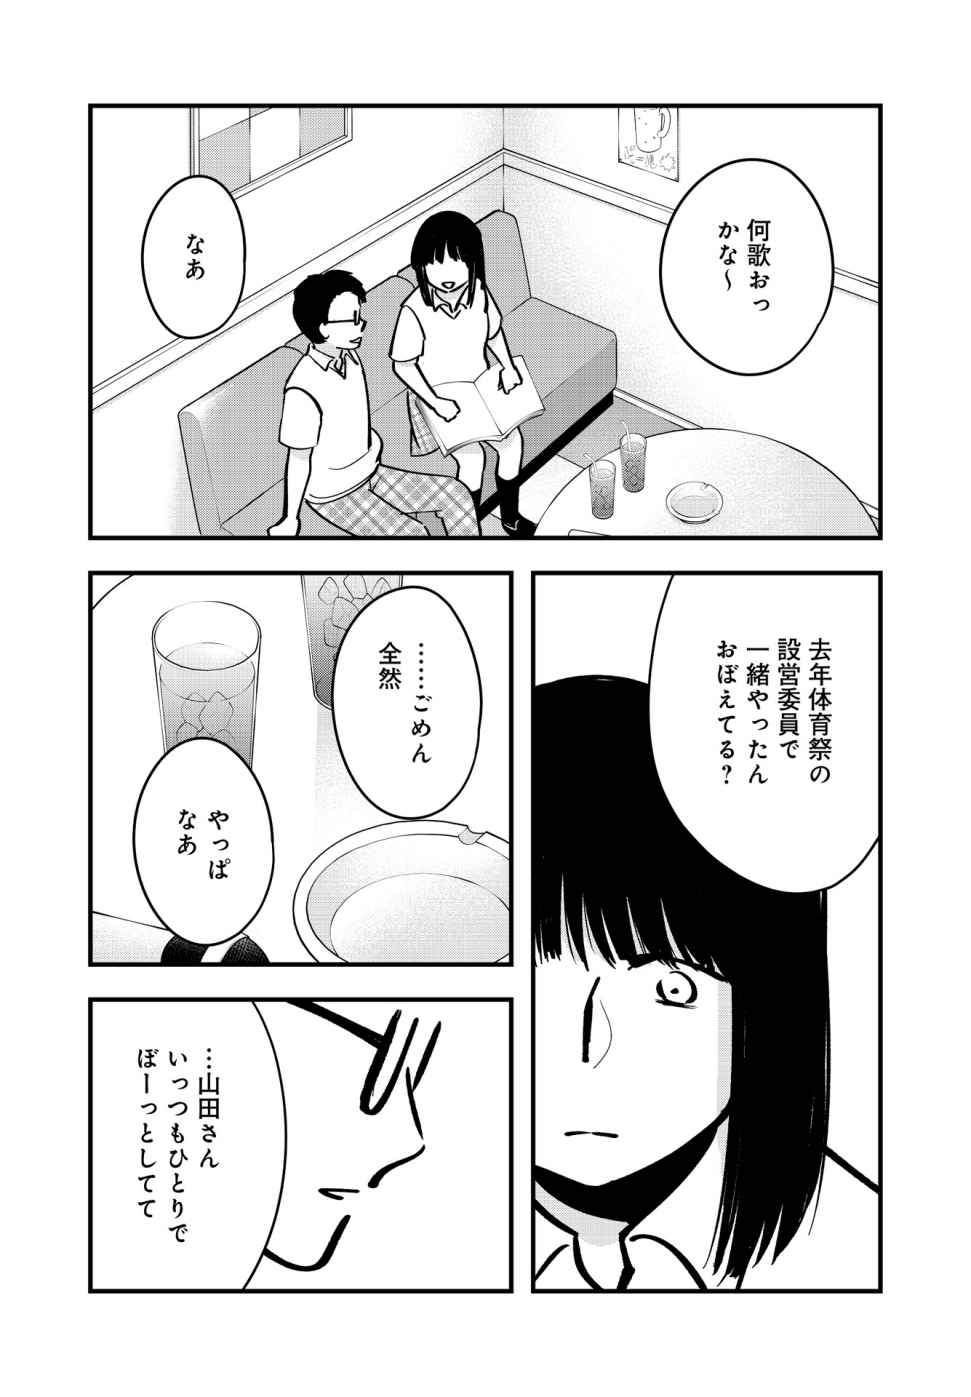 何歌おっ
かな～
なあ
去年体育祭の
設営委員で
一緒やったん
おぼえてる？
……ごめん
全然
やっぱ
なあ
…山田さん
いっつもひとりで
ぼーっとしてて